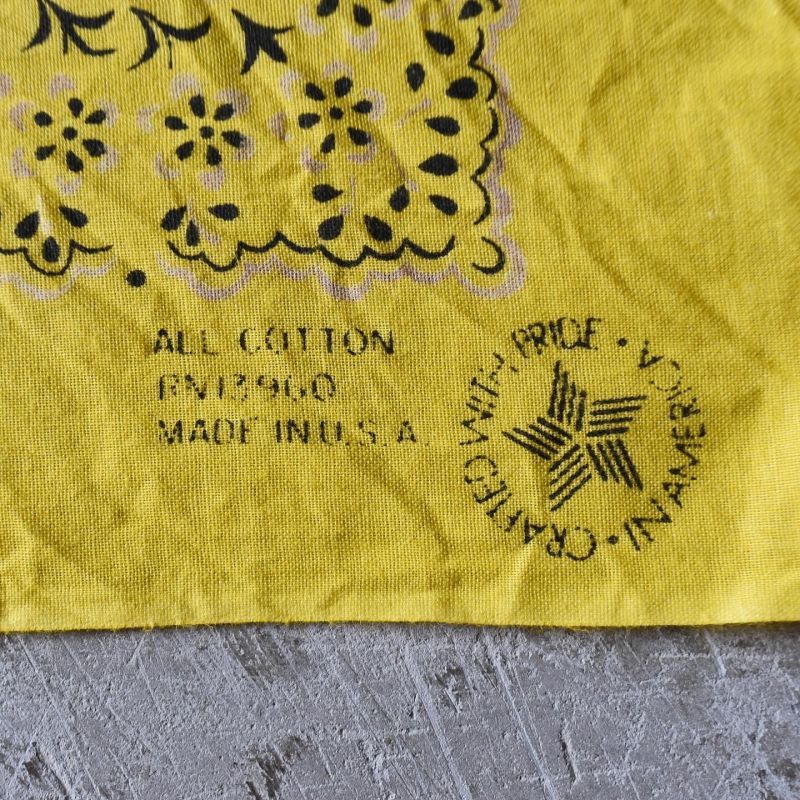 ALL COTTON
RN13960
MADE IN U.S.A.
CRAFTED WITH PRIDE • IN AMERICA •